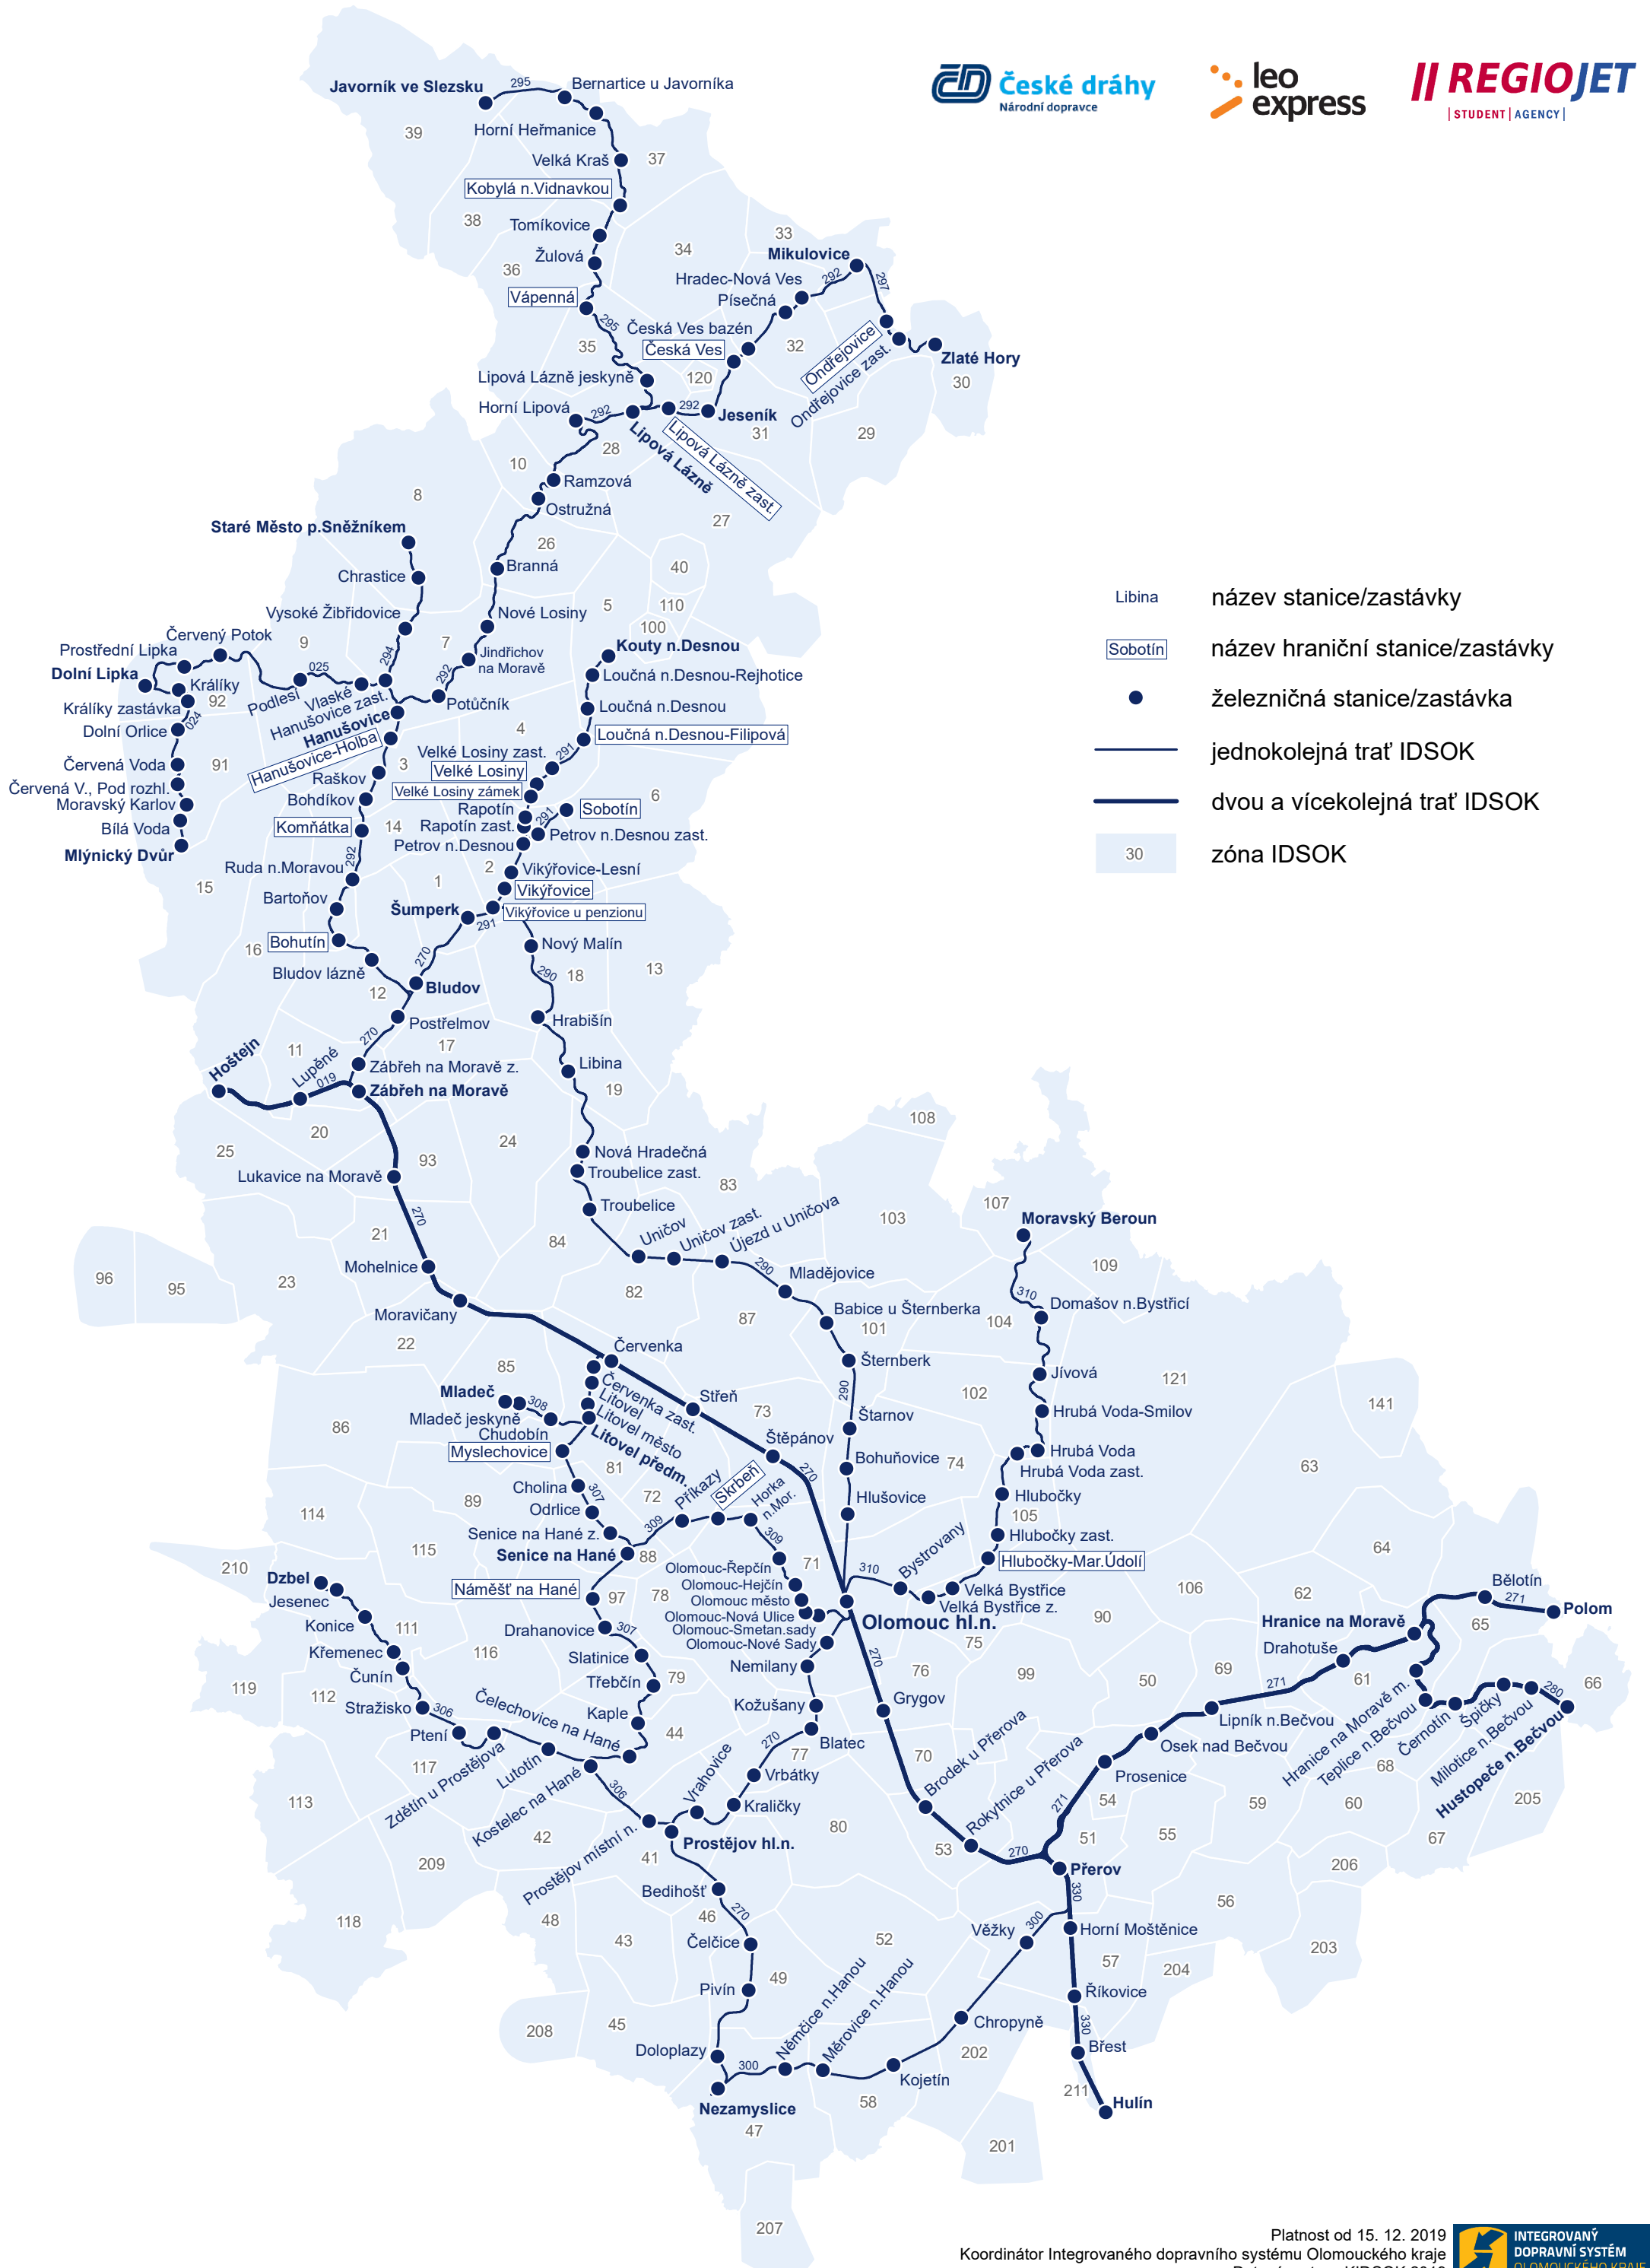 Javorník ve Slezsku
295
Bernartice u Javorníka
Horní Heřmanice
39
Velká Kraš
37
Kobylá n.Vidnavkou
38
Tomíkovice
Žulová
36
Vápenná
295
35
ČD České dráhy
Národní dopravce
leo
express
REGIOJET
STUDENT AGENCY
34
33
Mikulovice
292
297
Hradec-Nová Ves
Písečná
Česká Ves bazén
Česká Ves
32
Ondřejovice
Ondřejovice zast.
Zlaté Hory
30
120
Lipová Lázně jeskyně
Horní Lipová
292
292
Jeseník
31
29
Lipová Lázně
Lipová Lázně zast.
28
10
Ramzová
8
Ostružná
27
Staré Město p.Sněžníkem
26
Branná
40
Chrastice
5
110
Vysoké Žibřidovice
Nové Losiny
100
9
7
Kouty n.Desnou
Červený Potok
Prostřední Lipka
Dolní Lipka
025
294
292
Jindřichov
na Moravě
Loučná n.Desnou-Rejhotice
Králíky
92
Podlesí
Vlaské
Hanušovice zast.
Hanušovice
Potůčník
Králíky zastávka
024
Loučná n.Desnou
Dolní Orlice
4
Loučná n.Desnou-Filipová
Hanušovice-Holba
Velké Losiny zast.
291
Červená Voda
91
3
Velké Losiny
Raškov
Červená V., Pod rozhl.
Velké Losiny zámek
6
Moravský Karlov
Bohdíkov
Rapotín
291
Sobotín
Bílá Voda
Komňátka
14
Rapotín zast.
Petrov n.Desnou zast.
Petrov n.Desnou
Mlýnický Dvůr
292
Ruda n.Moravou
2
Vikýřovice-Lesní
15
1
Vikýřovice
Bartoňov
Šumperk
291
Vikýřovice u penzionu
16
Bohutín
270
Nový Malín
Bludov lázně
290
18
13
12
Bludov
Postřelmov
Hrabišín
270
17
Hoštejn
11
Lupěné
019
Zábřeh na Moravě z.
Libina
Zábřeh na Moravě
19
20
25
93
24
Lukavice na Moravě
Nová Hradečná
Troubelice zast.
83
108
270
Troubelice
Libina
název stanice/zastávky
Sobotín
název hraniční stanice/zastávky
železničná stanice/zastávka
jednokolejná trať IDSOK
dvou a vícekolejná trať IDSOK
30
zóna IDSOK
21
84
Uničov
Uničov zast.
Újezd u Uničova
103
107
Moravský Beroun
109
96
95
23
Mohelnice
82
290
Mladějovice
310
Domašov n.Bystřicí
Moravičany
87
Babice u Šternberka
101
104
22
Červenka
Šternberk
85
Jívová
121
Mladeč
308
Červenka zast.
Litovel
Litovel město
Litovel předm.
Střeň
73
290
102
Hrubá Voda-Smilov
141
Mladeč jeskyně
Chudobín
86
Štarnov
Myslechovice
Štěpánov
270
Hrubá Voda
Bohuňovice
74
Hrubá Voda zast.
63
81
Cholina
307
72
Příkazy
Skrbeň
Horka
n.Mor.
Hlušovice
Hlubočky
89
Odrlice
105
114
Senice na Hané z.
309
309
Hlubočky zast.
115
Senice na Hané
88
71
Bystrovany
Hlubočky-Mar.Údolí
64
210
Olomouc-Řepčín
310
Dzbel
Náměšť na Hané
Olomouc-Hejčín
Velká Bystřice
106
62
Bělotín
271
Jesenec
97
78
Olomouc město
Velká Bystřice z.
Polom
Konice
Olomouc-Nová Ulice
Olomouc hl.n.
90
Hranice na Moravě
65
111
Drahanovice
307
Olomouc-Smetan.sady
Olomouc-Nové Sady
75
Drahotuše
Křemenec
116
Slatinice
Nemilany
270
76
99
50
69
61
Čunín
Třebčín
79
271
66
119
112
Stražisko
306
Čelechovice na Hané
Kožušany
Grygov
280
Ptení
Kaple
44
Blatec
Lipník n.Bečvou
Hranice na Moravě m.
Teplice n.Bečvou
Černotín
Špičky
Milotice n.Bečvou
Hustopeče n.Bečvou
Osek nad Bečvou
68
117
Zdětín u Prostějova
Lutotín
Kostelec na Hané
306
270
77
70
Brodek u Přerova
Rokytnice u Přerova
Prosenice
Vrahovice
Vrbátky
113
Kraličky
271
54
59
60
205
42
Prostějov místní n.
Prostějov hl.n.
80
53
270
51
55
67
209
41
Přerov
206
Bedihošť
330
118
48
270
46
300
56
43
Čelčice
52
Věžky
Horní Moštěnice
203
49
57
204
Pivín
Němčice n.Hanou
Měrovice n.Hanou
Říkovice
208
45
Chropyně
330
Doloplazy
202
Břest
300
Kojetín
211
Nezamyslice
58
Hulín
47
201
207
Platnost od 15. 12. 2019
Koordinátor Integrovaného dopravního systému Olomouckého kraje
INTEGROVANÝ
DOPRAVNÍ SYSTÉM
OLOMOUCKÉHO KRAJE